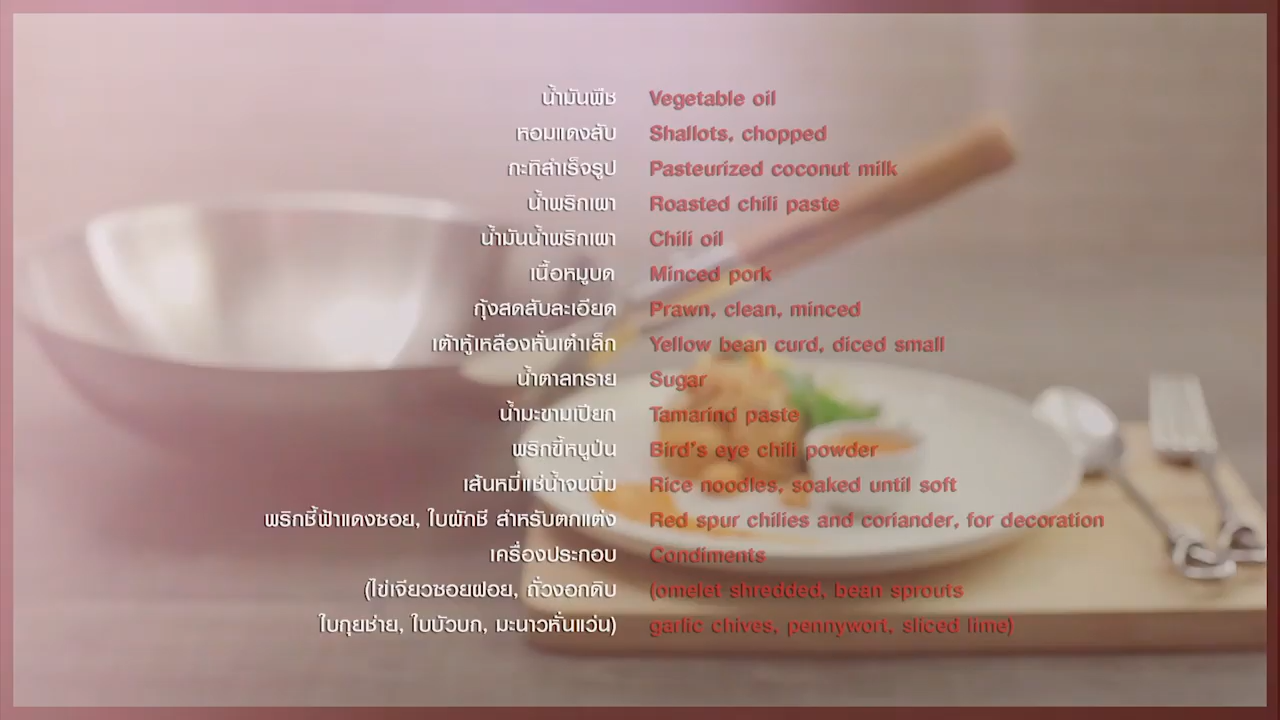 น้ำมันพืช Vegetable oil
หอมแดงสับ Shallots, chopped
กะทิสำเร็จรูป Pasteurized coconut milk
น้ำพริกเผา Roasted chili paste
น้ำมันน้ำพริกเผา Chili oil
เนื้อหมูบด Minced pork
กุ้งสดสับละเอียด Prawn, clean, minced
เต้าหู้เหลืองหั่นเต๋าเล็ก Yellow bean curd, diced small
น้ำตาลทราย Sugar
น้ำมะขามเปียก Tamarind paste
พริกขี้หนูป่น Bird's eye chili powder
เส้นหมี่แช่น้ำจนนิ่ม Rice noodles, soaked until soft
พริกชี้ฟ้าแดงซอย, ใบผักชี สำหรับตกแต่ง Red spur chilies and coriander, for decoration
เครื่องประกอบ Condiments
(ไข่เจียวซอยฝอย, ถั่วงอกดิบ (omelet shredded, bean sprouts
ใบกุยช่าย, ใบบัวบก, มะนาวหั่นแว่น) garlic chives, pennywort, sliced lime)